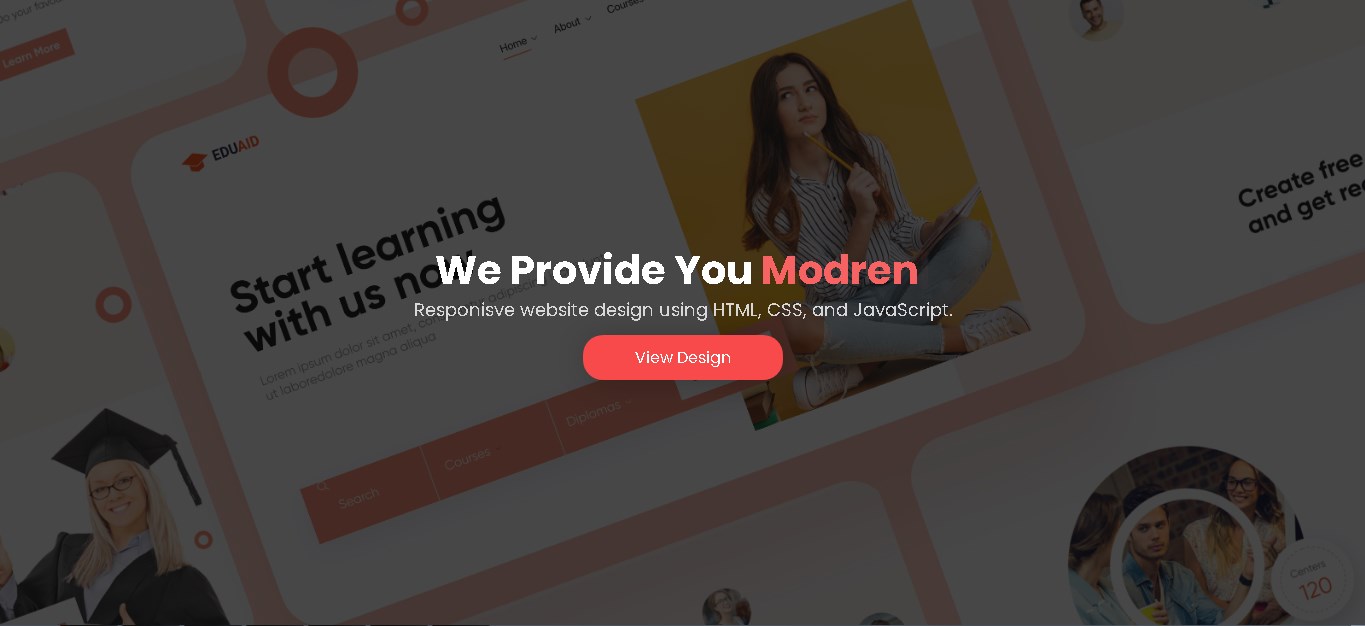 Learn More
Home
About
Courses
EDUAID
Start learning
with us now
Lorem ipsum dolor sit amet, adipiscing
ut laboredolore magna aliqua
We Provide You Modren
Responisve website design using HTML, CSS, and JavaScript.
View Design
Search
Courses
Diplomas
Create free
and get
Centers
120